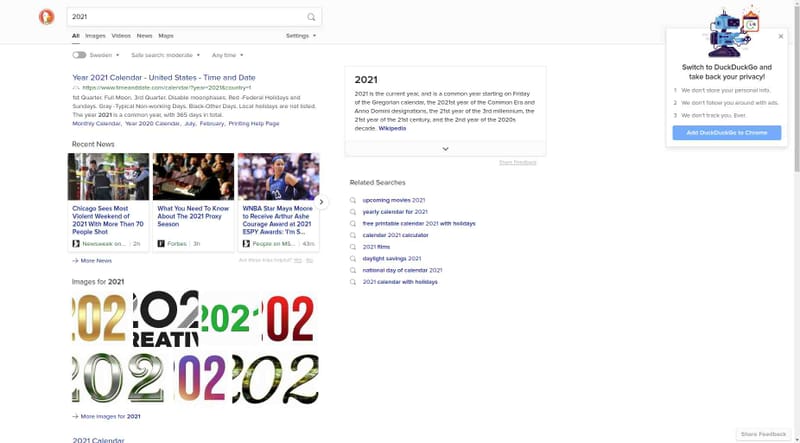 2021
All Images Videos News Maps Settings
Sweden Safe search: moderate Any time
Year 2021 Calendar - United States - Time and Date
https://www.timeanddate.com/calendar/?year=2021&country=1
1st Quarter. Full Moon. 3rd Quarter. Disable moonphases. Red -Federal Holidays and
Sundays. Gray -Typical Non-working Days. Black-Other Days. Local holidays are not listed.
The year 2021 is a common year, with 365 days in total.
Monthly Calendar, Year 2020 Calendar, July, February, Printing Help Page
Recent News
Chicago Sees Most
Violent Weekend of
2021 With More Than 70
People Shot
Newsweek on... 2h
What You Need To Know
About The 2021 Proxy
Season
Forbes 3h
WNBA Star Maya Moore
to Receive Arthur Ashe
Courage Award at 2021
ESPY Awards: 'I'm S...
People on MS... 43m
More News
Are these links helpful? Yes No
Images for 2021
202
202
CREATIV
2021
202
202
202
202
More Images for 2021
2021 Calendar
2021
2021 is the current year, and is a common year starting on Friday
of the Gregorian calendar, the 2021st year of the Common Era and
Anno Domini designations, the 21st year of the 3rd millennium, the
21st year of the 21st century, and the 2nd year of the 2020s
decade. Wikipedia
Share Feedback
Related Searches
upcoming movies 2021
yearly calendar for 2021
free printable calendar 2021 with holidays
calendar 2021 calculator
2021 films
daylight savings 2021
national day of calendar 2021
2021 calendar with holidays
Switch to DuckDuckGo and
take back your privacy!
1 We don't store your personal info.
2 We don't follow you around with ads.
3 We don't track you. Ever.
Add DuckDuckGo to Chrome
Share Feedback